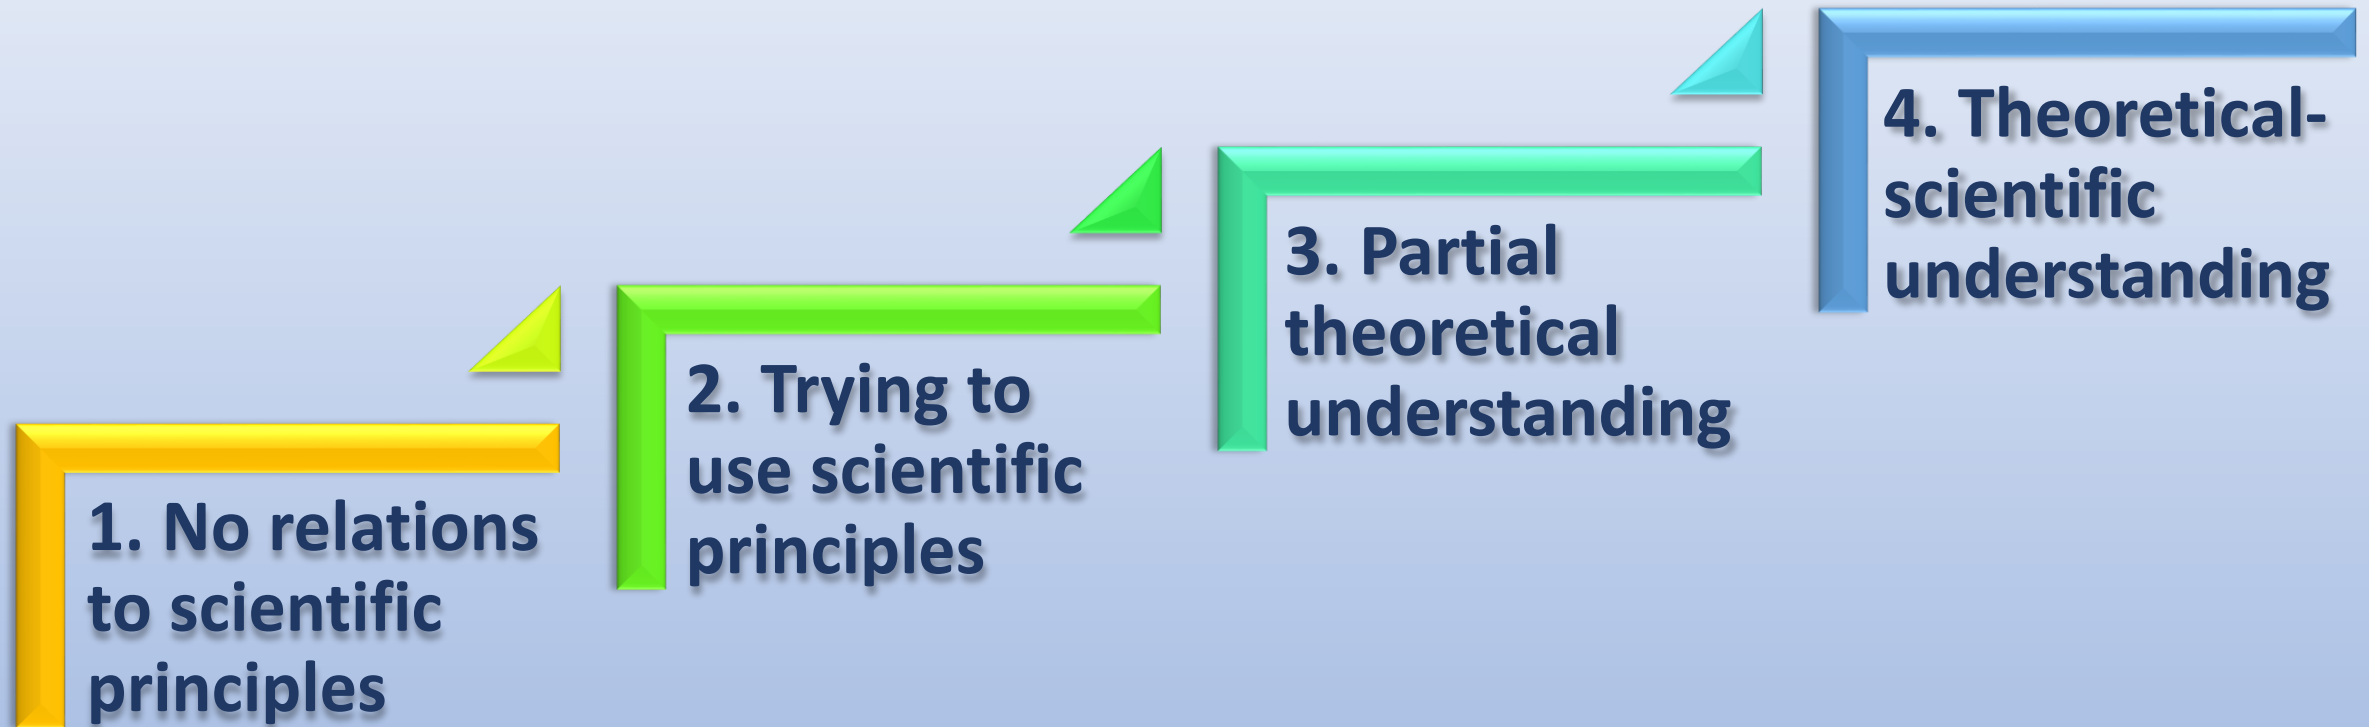 1. No relations
to scientific
principles
2. Trying to
use scientific
principles
3. Partial
theoretical
understanding
4. Theoretical-
scientific
understanding